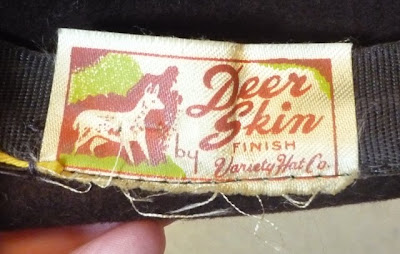 Deer
Skin
FINISH
by Variety Hat Co.